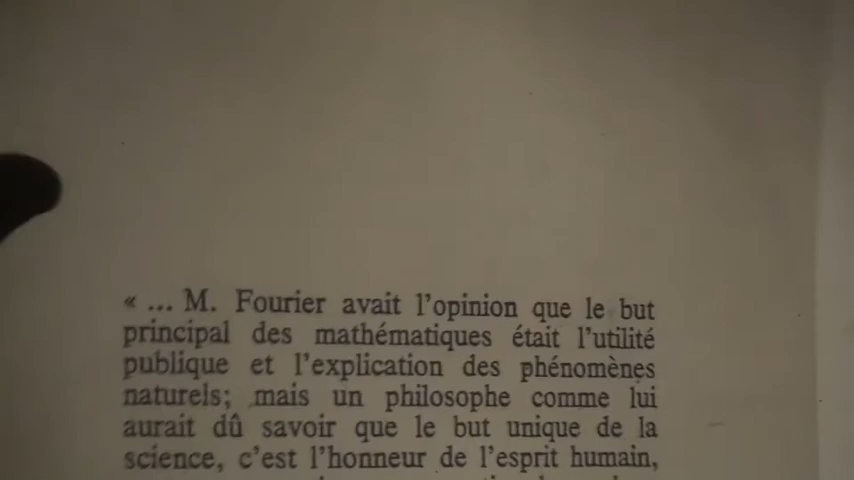 « ... M. Fourier avait l'opinion que le but
principal des mathématiques était l'utilité
publique et l'explication des phénomènes
naturels; mais un philosophe comme lui
aurait dû savoir que le but unique de la
science, c'est l'honneur de l'esprit humain,